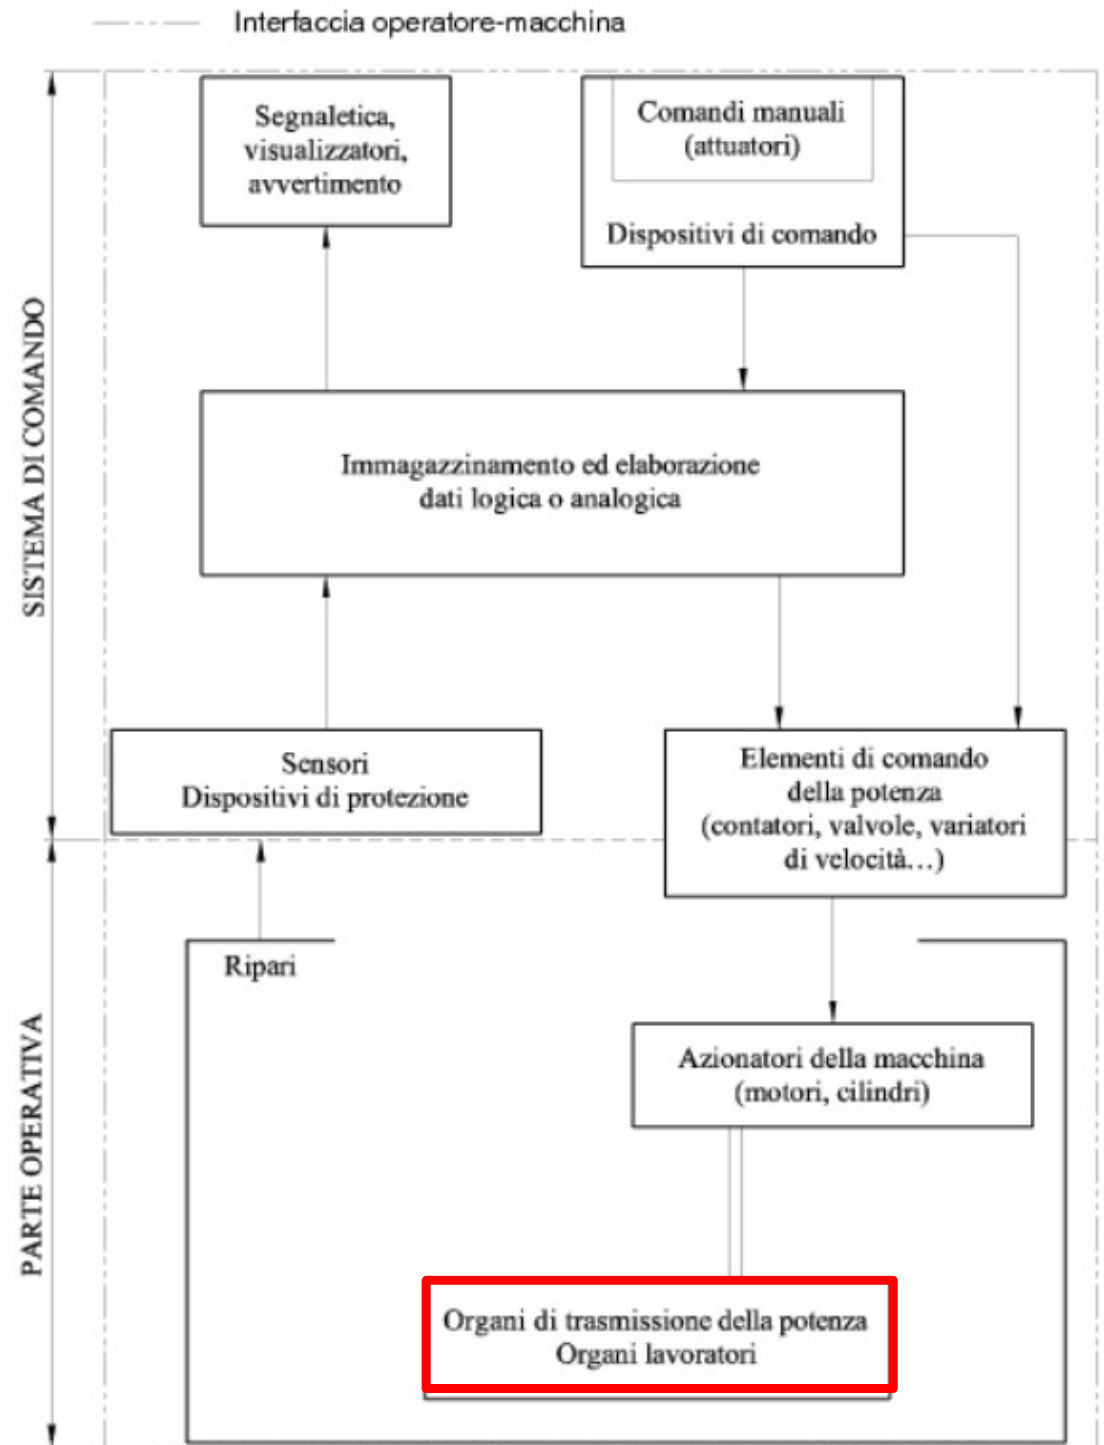 Interfaccia operatore-macchina
Segnaletica,
visualizzatori,
avvertimento
Comandi manuali
(attuatori)
Dispositivi di comando
SISTEMA DI COMANDO
Immagazzinamento ed elaborazione
dati logica o analogica
Sensori
Dispositivi di protezione
Elementi di comando
della potenza
(contatori, valvole, variatori
di velocità...)
PARTE OPERATIVA
Ripari
Azionatori della macchina
(motori, cilindri)
Organi di trasmissione della potenza
Organi lavoratori